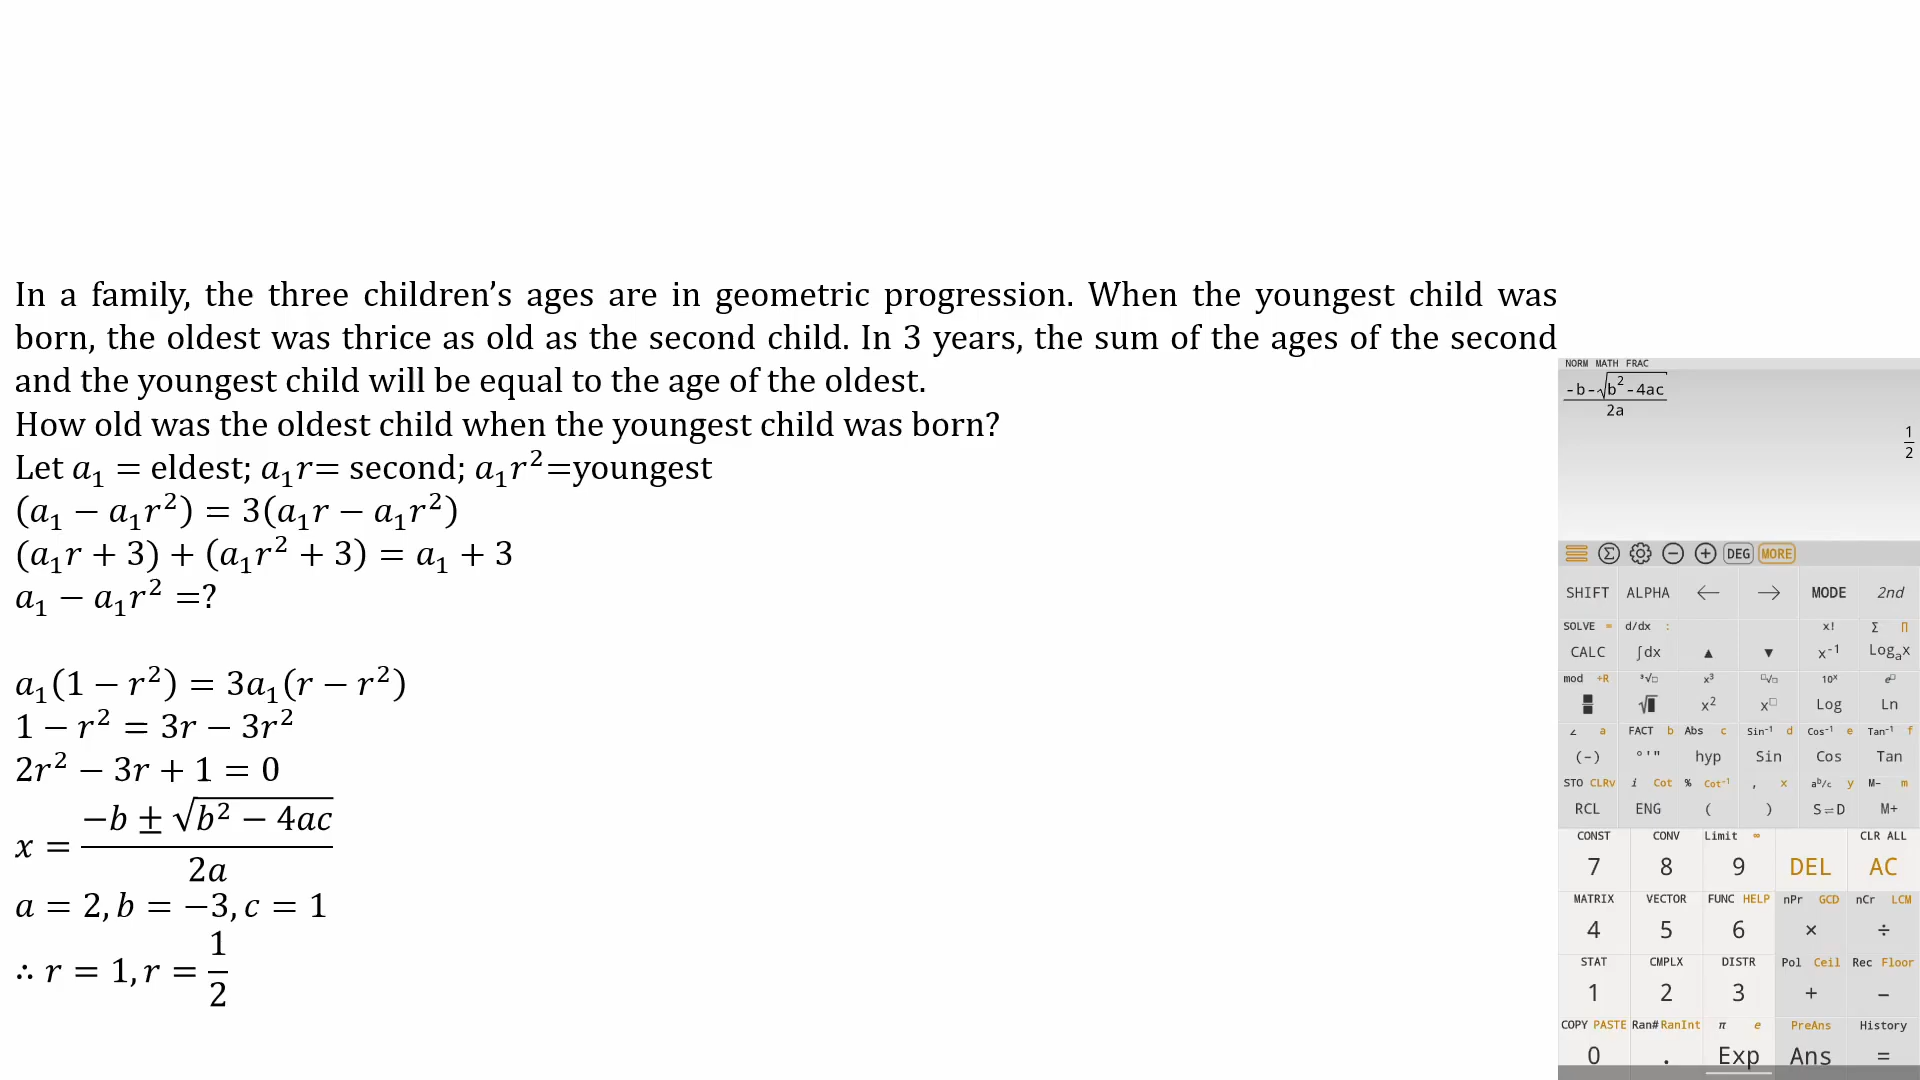 In a family, the three children’s ages are in geometric progression. When the youngest child was
born, the oldest was thrice as old as the second child. In 3 years, the sum of the ages of the second
and the youngest child will be equal to the age of the oldest.
How old was the oldest child when the youngest child was born?
Let a₁ = eldest; a₁r= second; a₁r²=youngest
(a₁ − a₁r²) = 3(a₁r − a₁r²)
(a₁r + 3) + (a₁r² + 3) = a₁ + 3
a₁ − a₁r² =?
a₁(1 − r²) = 3a₁(r − r²)
1 − r² = 3r − 3r²
2r² − 3r + 1 = 0
x = (−b ± √(b² − 4ac))/2a
a = 2, b = −3, c = 1
∴ r = 1, r = 1/2
NORM MATH FRAC
(-b-√(b²-4ac))/2a
1/2
DEG MORE
SHIFT ALPHA ← → MODE 2nd
SOLVE = d/dx : x! Σ ∏
CALC ∫dx ▲ ▼ x⁻¹ Logₐx
mod ÷R ³√□ x³ □√□ 10ˣ e□
√ x² x□ Log Ln
∠ a FACT b Abs c Sin⁻¹ d Cos⁻¹ e Tan⁻¹ f
(-) °'" hyp Sin Cos Tan
STO CLRv i Cot % Cot⁻¹ , x aᵇ/c y M- m
RCL ENG ( ) S⇌D M+
CONST CONV Limit ∞ CLR ALL
7 8 9 DEL AC
MATRIX VECTOR FUNC HELP nPr GCD nCr LCM
4 5 6 × ÷
STAT CMPLX DISTR Pol Ceil Rec Floor
1 2 3 + −
COPY PASTE Ran# RanInt π e PreAns History
0 . Exp Ans =